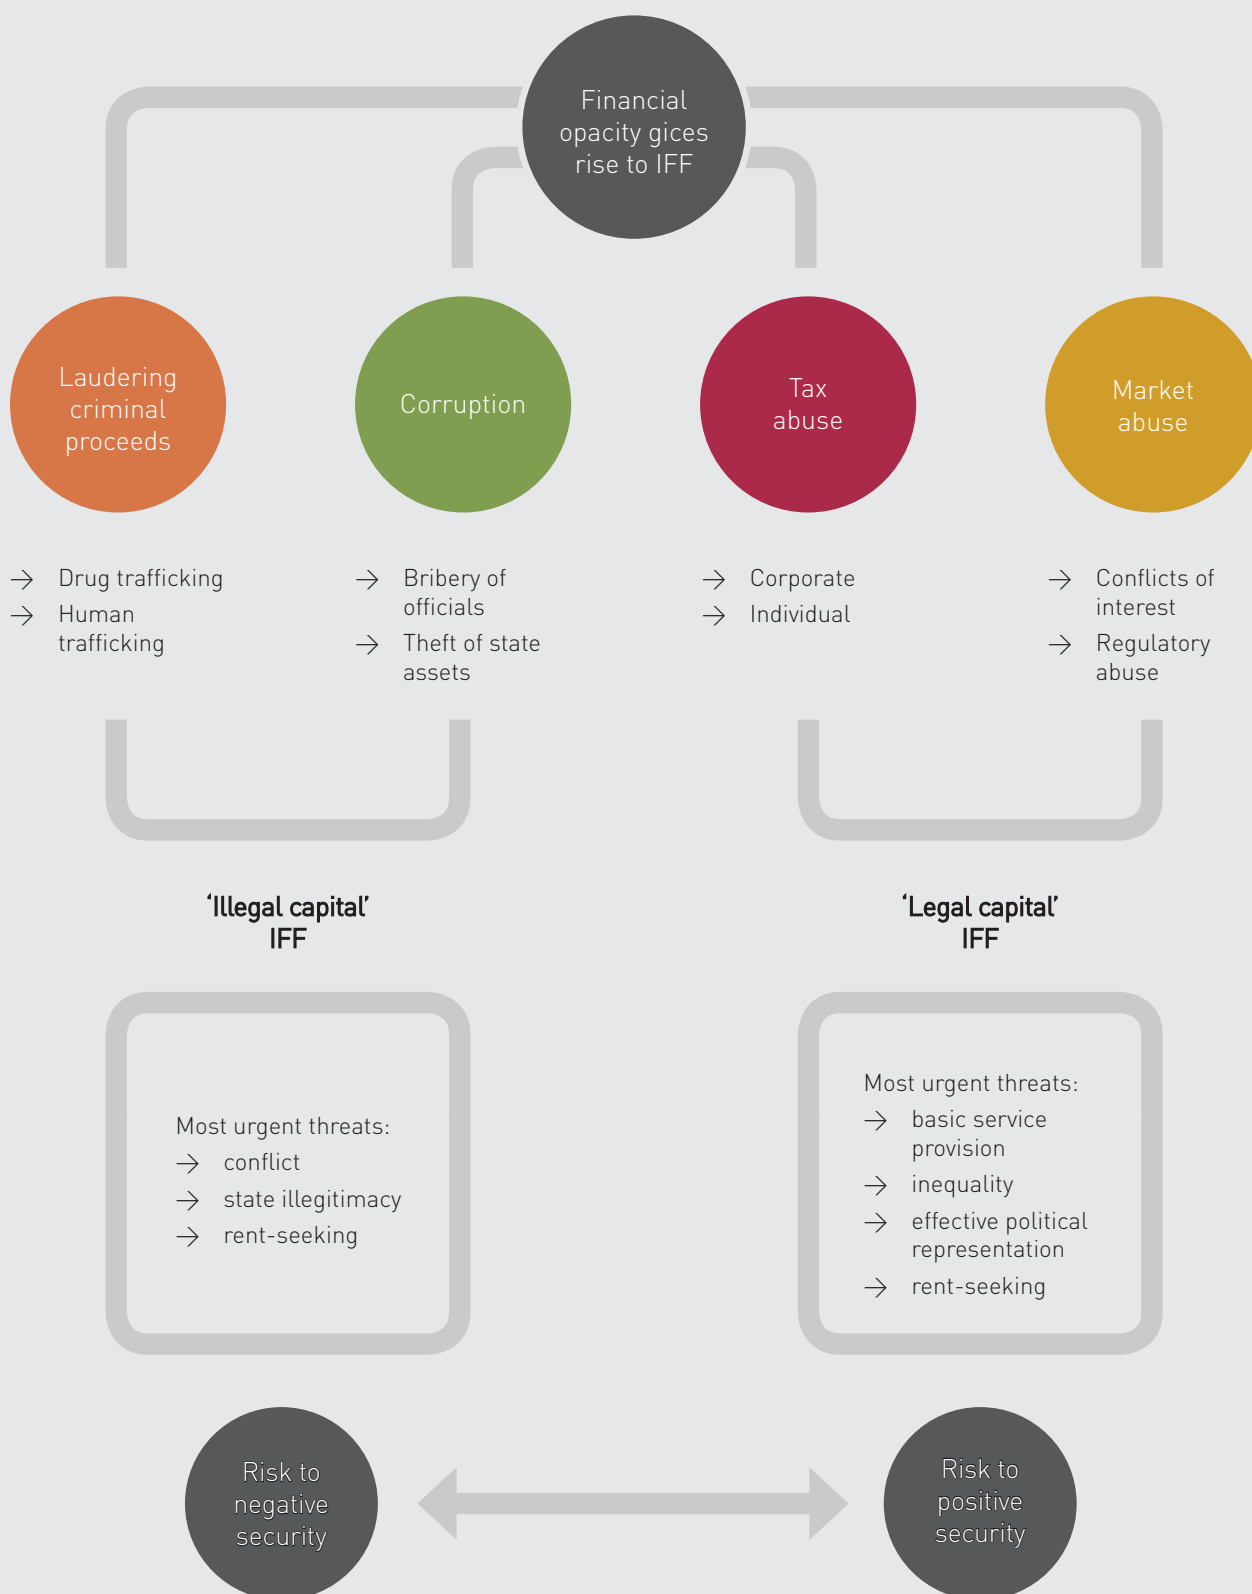 Financial
opacity gices
rise to IFF
Laudering
criminal
proceeds
Corruption
Tax
abuse
Market
abuse
→ Drug trafficking
→ Human
trafficking
→ Bribery of
officials
→ Theft of state
assets
→ Corporate
→ Individual
→ Conflicts of
interest
→ Regulatory
abuse
‘Illegal capital’
IFF
‘Legal capital’
IFF
Most urgent threats:
→ conflict
→ state illegitimacy
→ rent-seeking
Most urgent threats:
→ basic service
provision
→ inequality
→ effective political
representation
→ rent-seeking
Risk to
negative
security
Risk to
positive
security